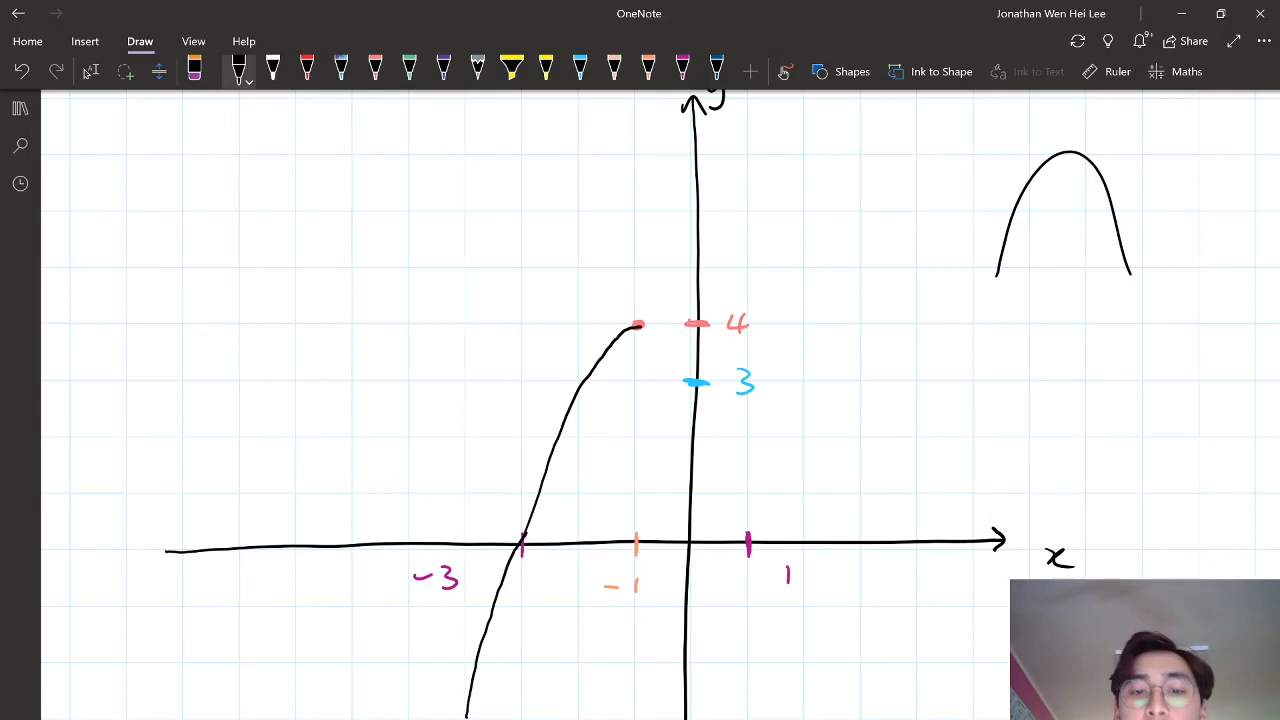 OneNote
Jonathan Wen Hei Lee
Home Insert Draw View Help
9+
Share
Shapes
Ink to Shape
Ink to Text
Ruler
Maths
y
4
3
-3
-1
1
x